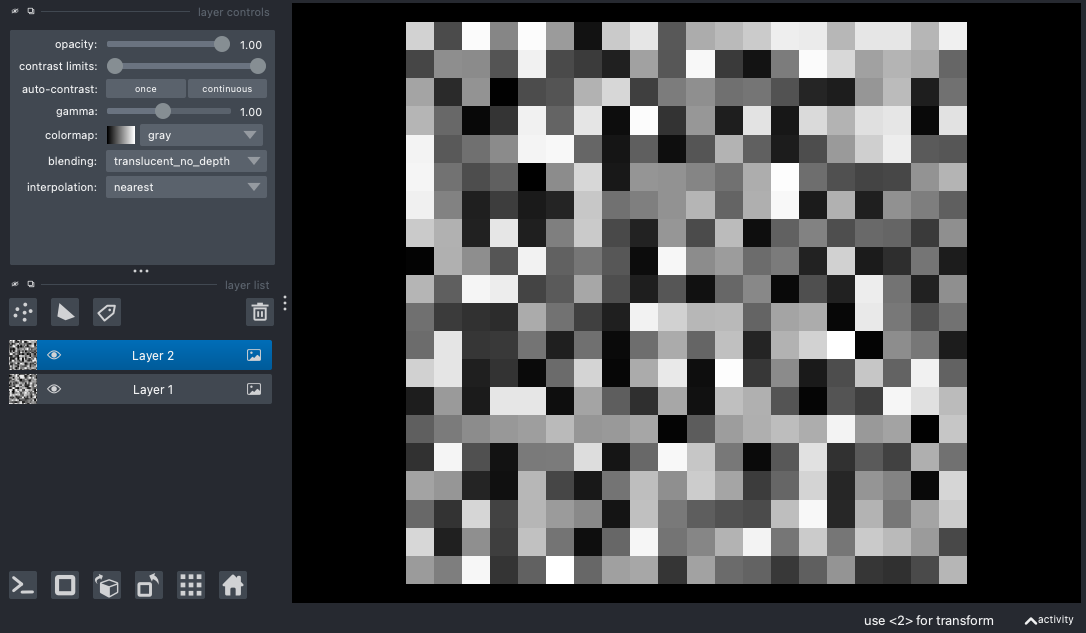 layer controls
opacity: 1.00
contrast limits:
auto-contrast: once continuous
gamma: 1.00
colormap: gray
blending: translucent_no_depth
interpolation: nearest
layer list
Layer 2
Layer 1
use <2> for transform
activity